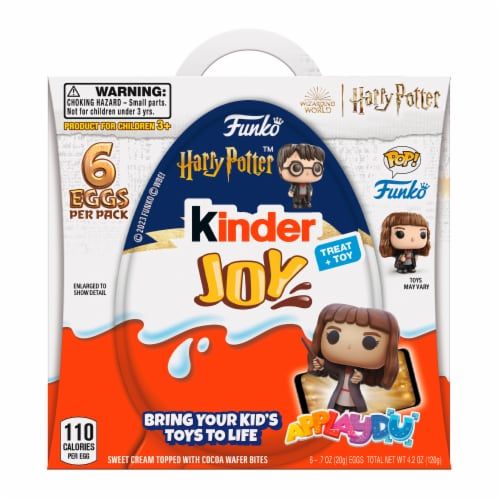 WARNING:
CHOKING HAZARD - Small parts.
Not for children under 3 yrs.
PRODUCT FOR CHILDREN 3+
WIZARDING
WORLD
Harry Potter
6
EGGS
PER PACK
Funko
Harry Potter™
©2023 FUNKO © WBEI
POP!
Funko
Kinder
JOY
TREAT
+ TOY
ENLARGED TO
SHOW DETAIL
TOYS
MAY VARY
BRING YOUR KID'S
TOYS TO LIFE
APPLAYDU
110
CALORIES
PER EGG
SWEET CREAM TOPPED WITH COCOA WAFER BITES
6 - .7 OZ (20g) EGGS TOTAL NET WT 4.2 OZ (120g)